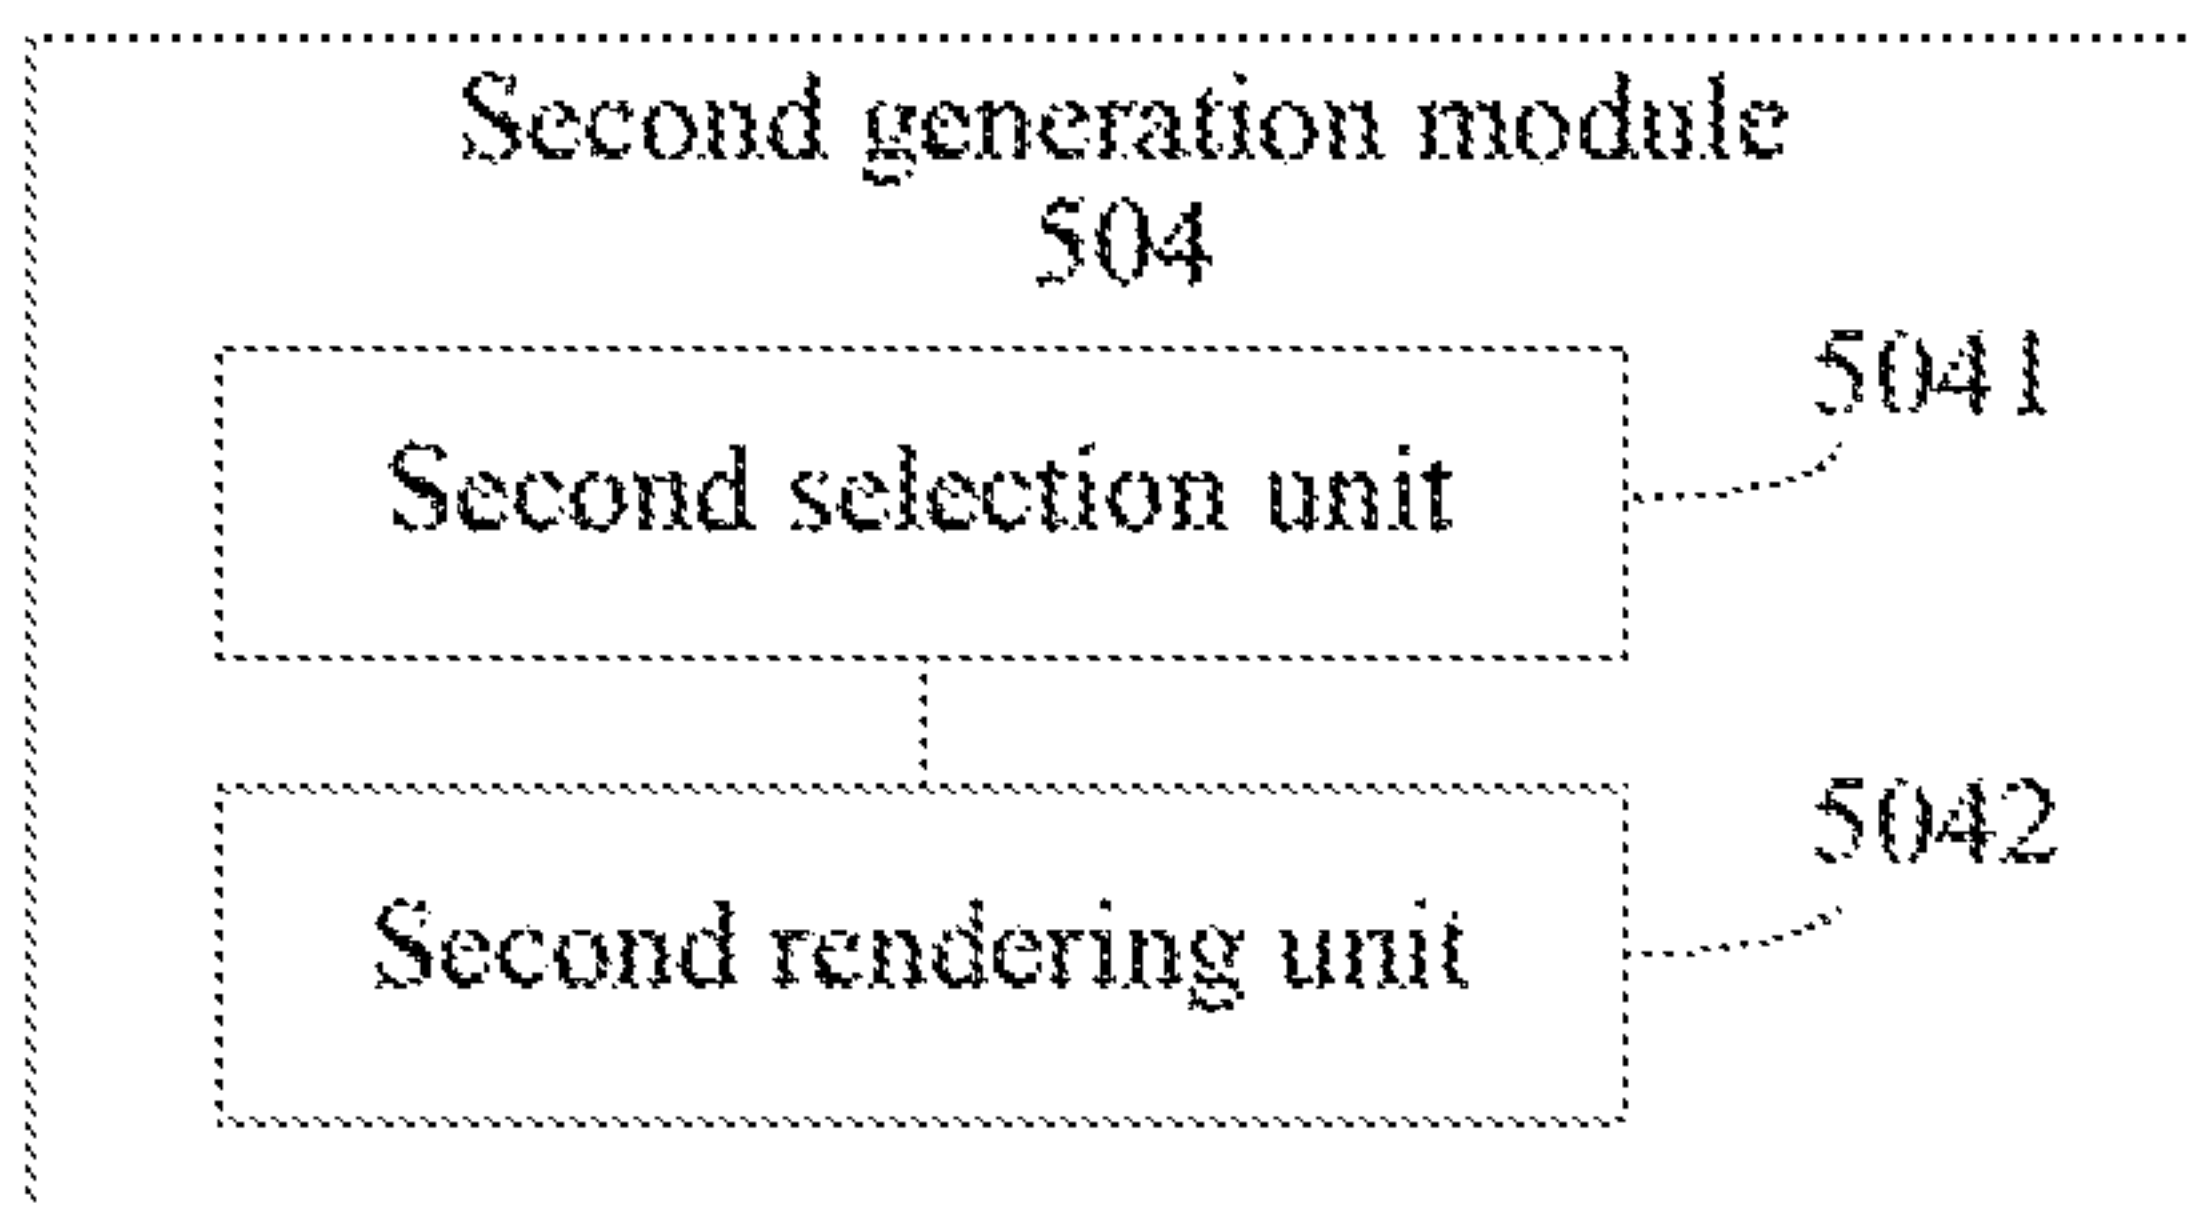 Second generation module
504
5041
Second selection unit
5042
Second rendering unit